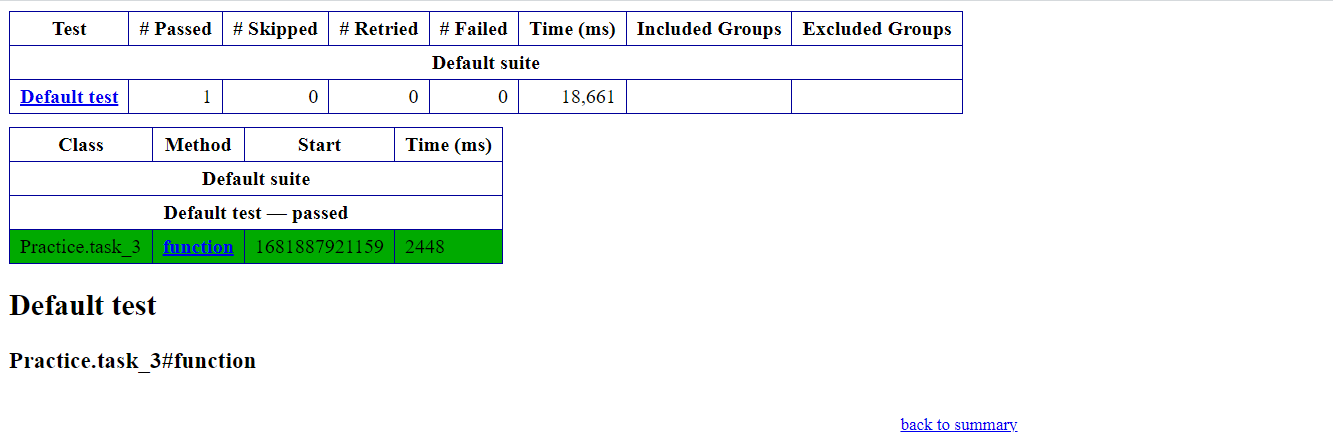 Test # Passed # Skipped # Retried # Failed Time (ms) Included Groups Excluded Groups
Default suite
Default test 1 0 0 0 18,661
Class Method Start Time (ms)
Default suite
Default test — passed
Practice.task_3 function 1681887921159 2448
Default test
Practice.task_3#function
back to summary